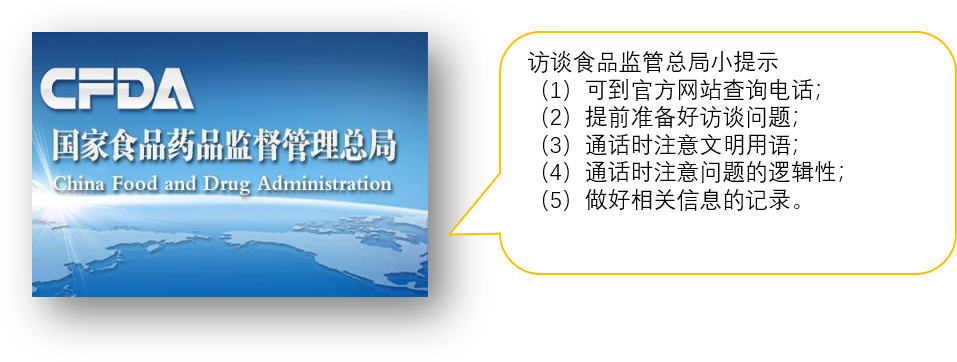 CFDA
国家食品药品监督管理总局
China Food and Drug Administration
访谈食品监管总局小提示
（1）可到官方网站查询电话；
（2）提前准备好访谈问题；
（3）通话时注意文明用语；
（4）通话时注意问题的逻辑性；
（5）做好相关信息的记录。